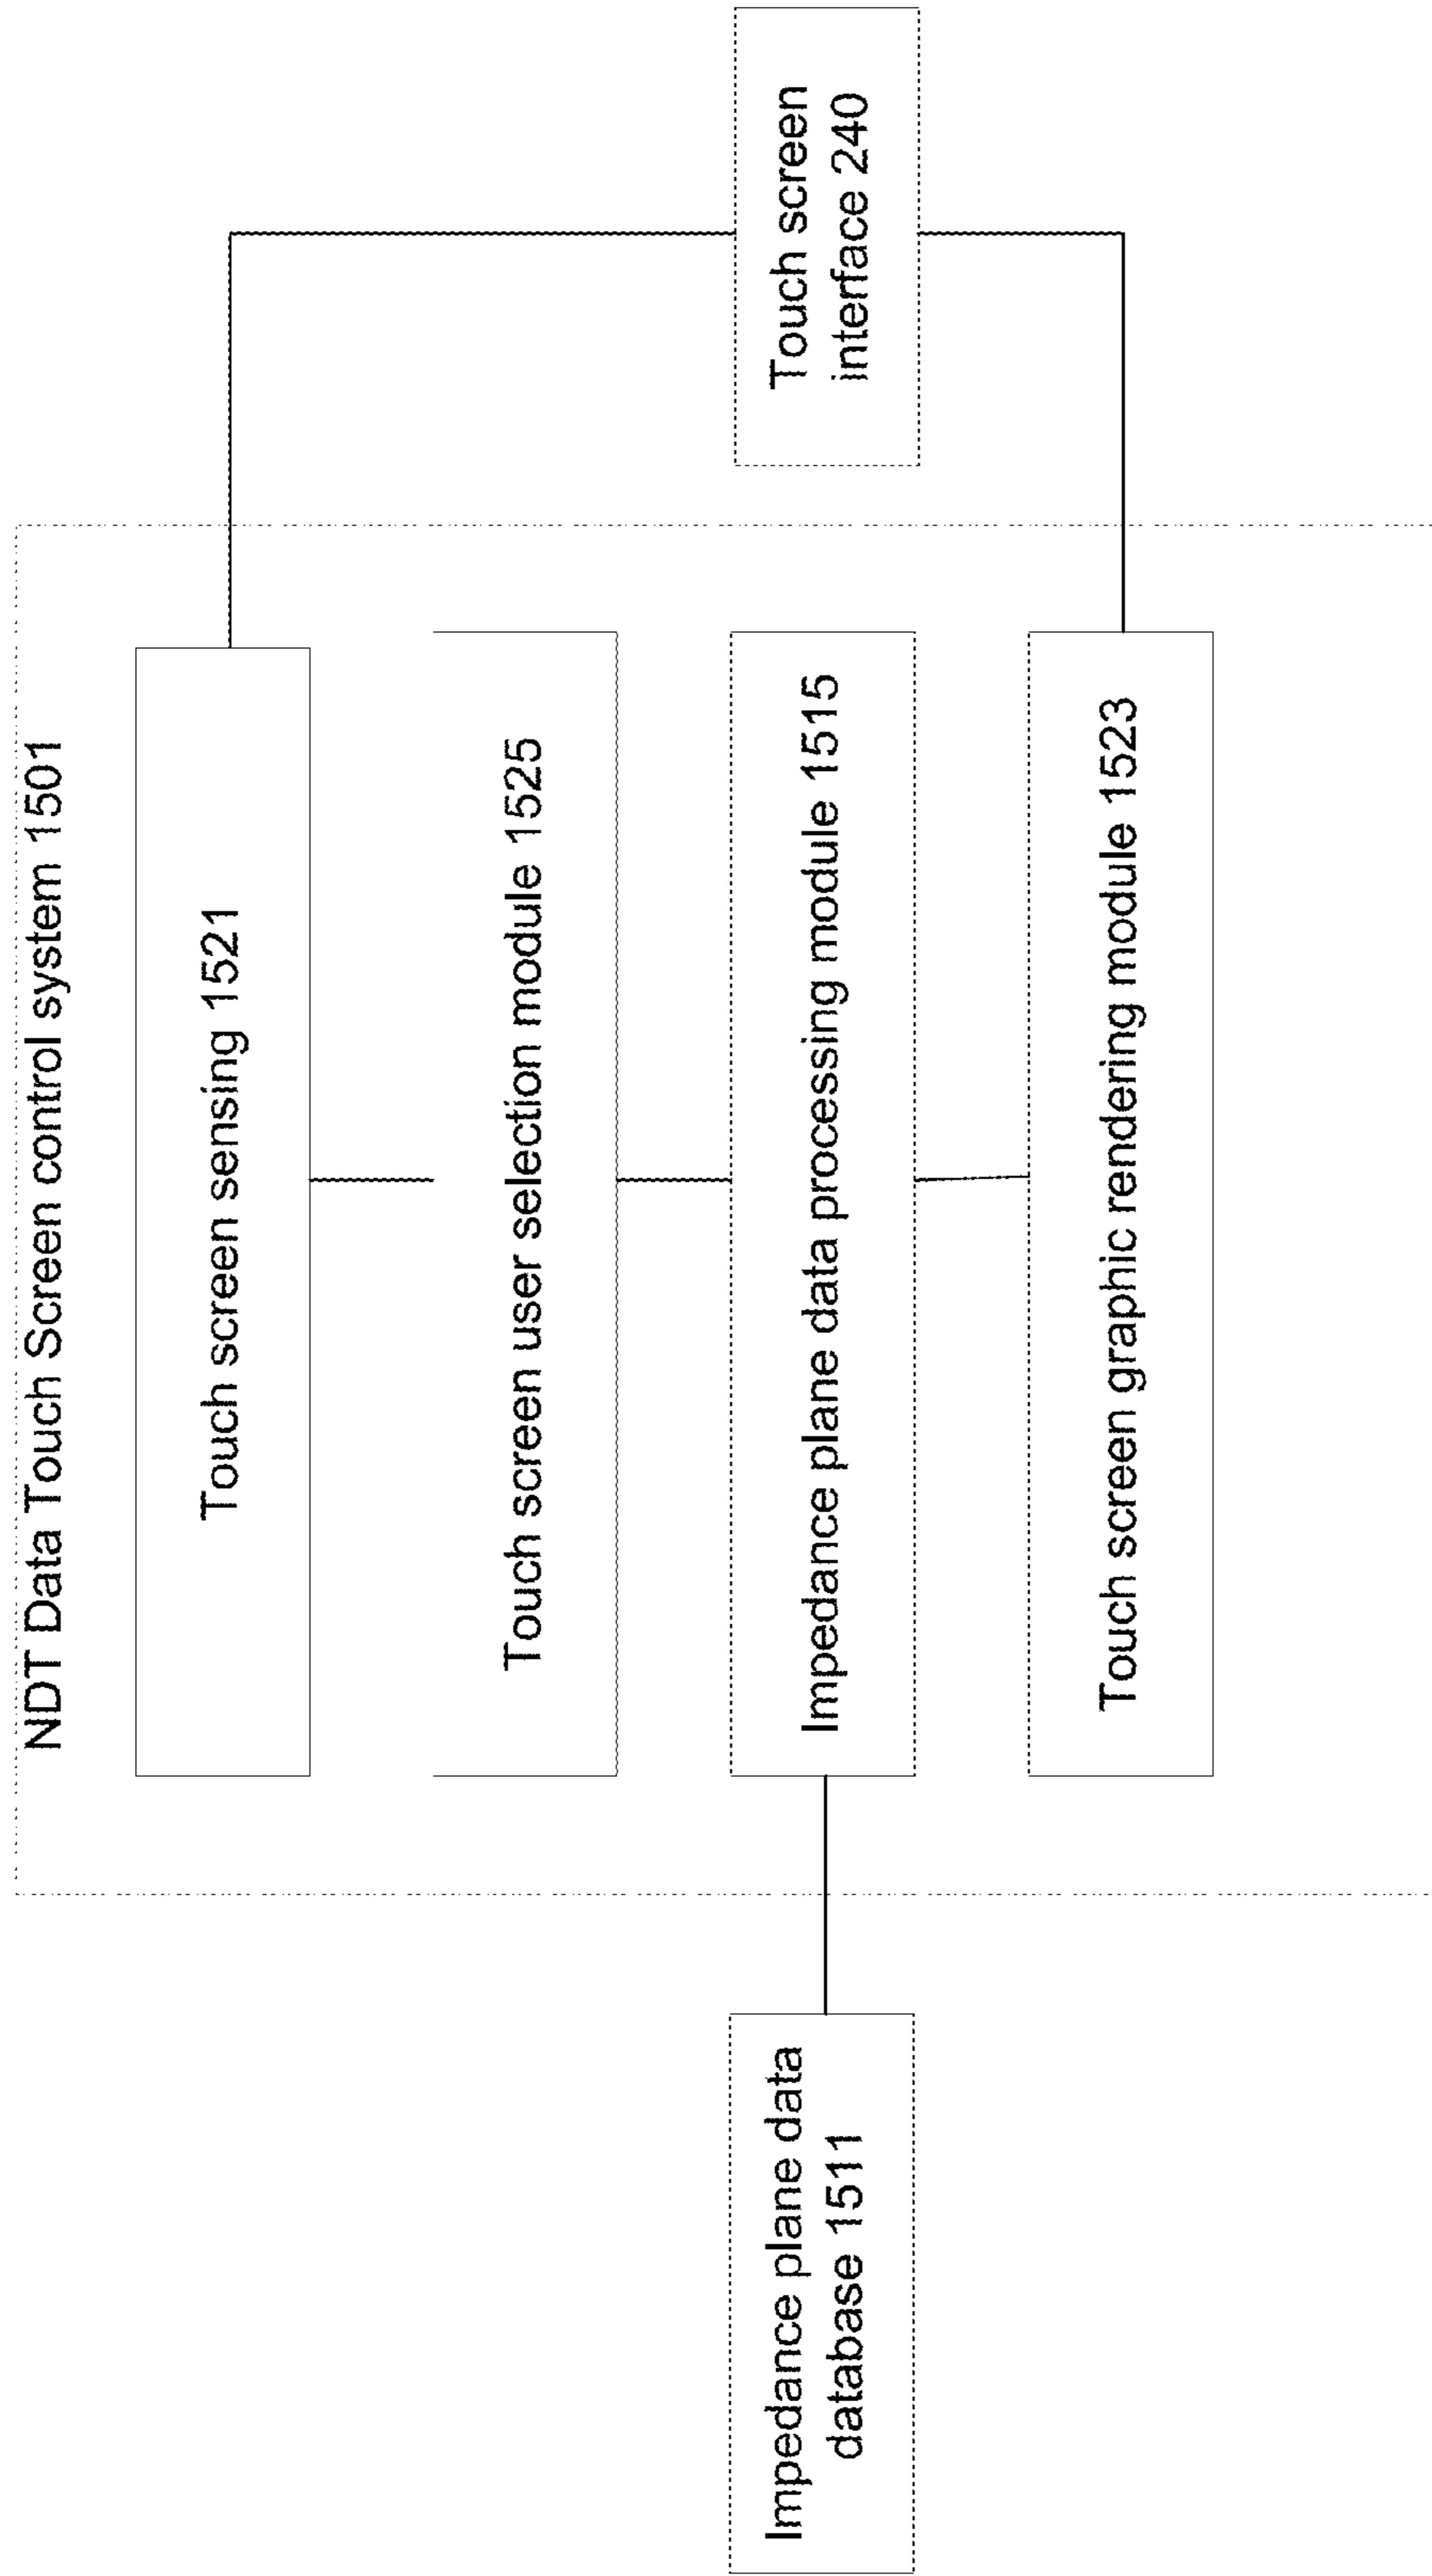 NDT Data Touch Screen control system 1501
Touch screen sensing 1521
Touch screen user selection module 1525
Impedance plane data
database 1511
Impedance plane data processing module 1515
Touch screen
interface 240
Touch screen graphic rendering module 1523